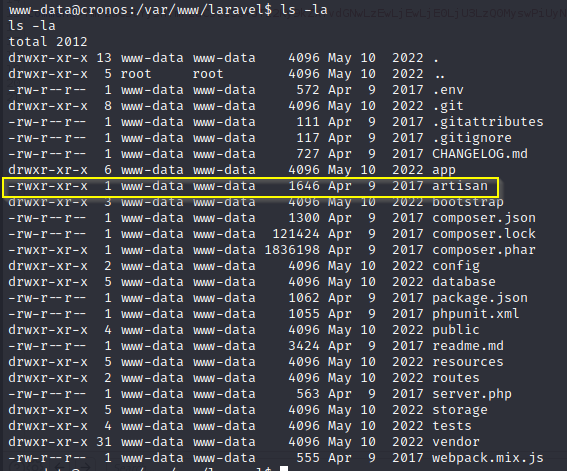 www-data@cronos:/var/www/laravel$ ls -la
ls -la
total 2012
drwxr-xr-x 13 www-data www-data    4096 May 10  2022 .
drwxr-xr-x  5 root     root        4096 May 10  2022 ..
-rw-r--r--  1 www-data www-data     572 Apr  9  2017 .env
drwxr-xr-x  8 www-data www-data    4096 May 10  2022 .git
-rw-r--r--  1 www-data www-data     111 Apr  9  2017 .gitattributes
-rw-r--r--  1 www-data www-data     117 Apr  9  2017 .gitignore
-rw-r--r--  1 www-data www-data     727 Apr  9  2017 CHANGELOG.md
drwxr-xr-x  6 www-data www-data    4096 May 10  2022 app
-rwxr-xr-x  1 www-data www-data    1646 Apr  9  2017 artisan
drwxr-xr-x  3 www-data www-data    4096 May 10  2022 bootstrap
-rw-r--r--  1 www-data www-data    1300 Apr  9  2017 composer.json
-rw-r--r--  1 www-data www-data  121424 Apr  9  2017 composer.lock
-rwxr-xr-x  1 www-data www-data 1836198 Apr  9  2017 composer.phar
drwxr-xr-x  2 www-data www-data    4096 May 10  2022 config
drwxr-xr-x  5 www-data www-data    4096 May 10  2022 database
-rw-r--r--  1 www-data www-data    1062 Apr  9  2017 package.json
-rw-r--r--  1 www-data www-data    1055 Apr  9  2017 phpunit.xml
drwxr-xr-x  4 www-data www-data    4096 May 10  2022 public
-rw-r--r--  1 www-data www-data    3424 Apr  9  2017 readme.md
drwxr-xr-x  5 www-data www-data    4096 May 10  2022 resources
drwxr-xr-x  2 www-data www-data    4096 May 10  2022 routes
-rw-r--r--  1 www-data www-data     563 Apr  9  2017 server.php
drwxr-xr-x  5 www-data www-data    4096 May 10  2022 storage
drwxr-xr-x  4 www-data www-data    4096 May 10  2022 tests
drwxr-xr-x 31 www-data www-data    4096 May 10  2022 vendor
-rw-r--r--  1 www-data www-data     555 Apr  9  2017 webpack.mix.js